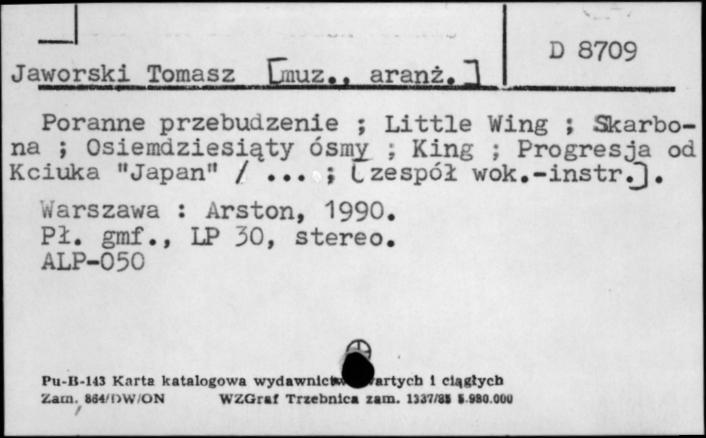 D 8709
Jaworski Tomasz [muz., aranż.]
Poranne przebudzenie ; Little Wing ; Skarbo-
na ; Osiemdziesiąty ósmy ; King ; Progresja od
Kciuka "Japan" / ... ; [zespół wok.-instr.].
Warszawa : Arston, 1990.
Pł. gmf., LP 30, stereo.
ALP-050
Pu-B-143 Karta katalogowa wydawnictw zwartych i ciągłych
Zam. 864/DW/ON WZGraf Trzebnica zam. 1337/85 5.980.000